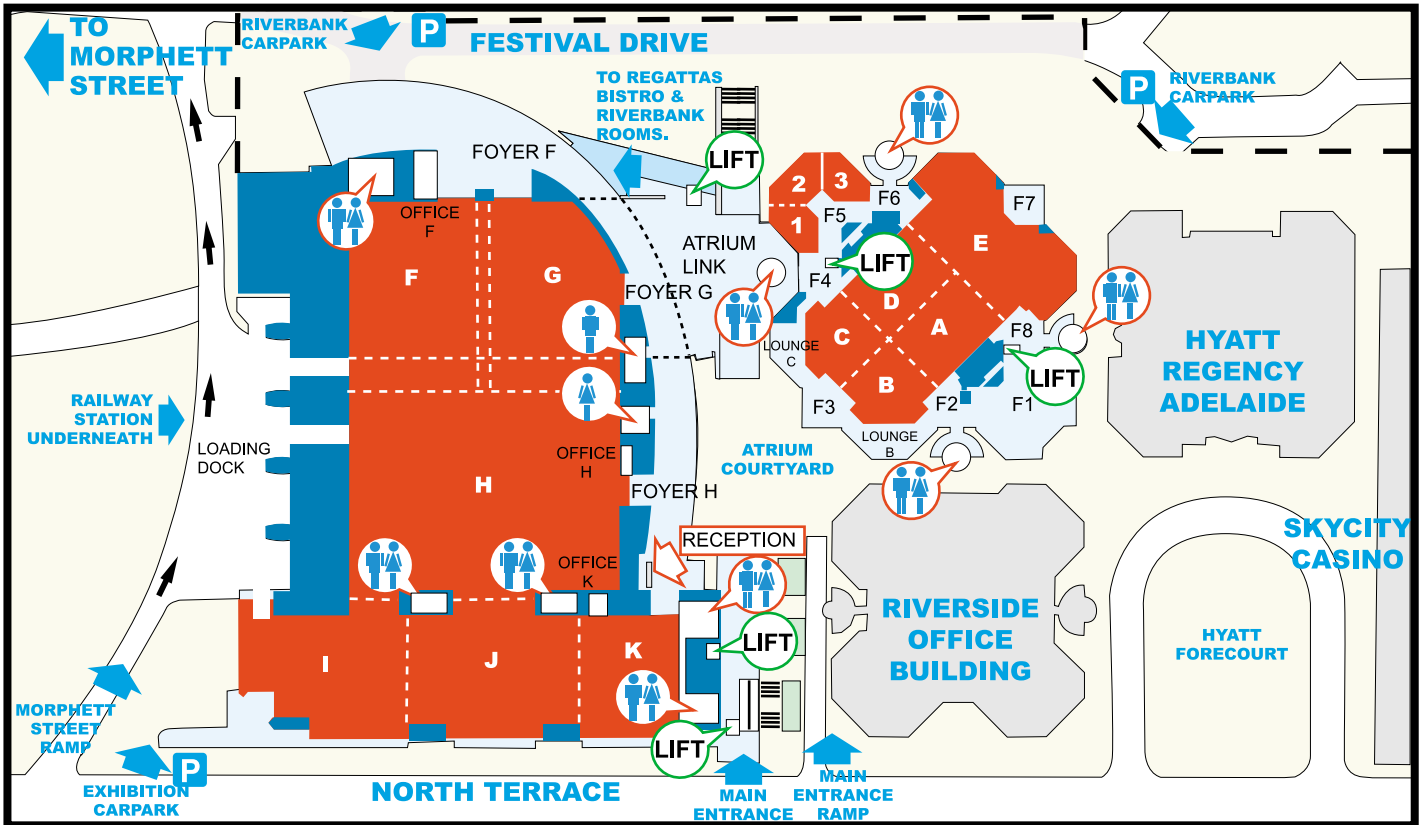 TO
MORPHETT
STREET
RIVERBANK
CARPARK
P
FESTIVAL DRIVE
TO REGATTAS
BISTRO &
RIVERBANK
ROOMS.
P
RIVERBANK
CARPARK
FOYER F
LIFT
OFFICE
F
2
3
1
F5
F6
F7
E
F
G
ATRIUM
LINK
FOYER G
F4
LIFT
D
C
A
B
LOUNGE
C
F8
LIFT
F3
F2
F1
LOUNGE
B
HYATT
REGENCY
ADELAIDE
RAILWAY
STATION
UNDERNEATH
LOADING
DOCK
H
OFFICE
H
FOYER H
ATRIUM
COURTYARD
RECEPTION
OFFICE
K
SKYCITY
CASINO
RIVERSIDE
OFFICE
BUILDING
HYATT
FORECOURT
I
J
K
LIFT
LIFT
MORPHETT
STREET
RAMP
P
EXHIBITION
CARPARK
NORTH TERRACE
MAIN
ENTRANCE
MAIN
ENTRANCE
RAMP